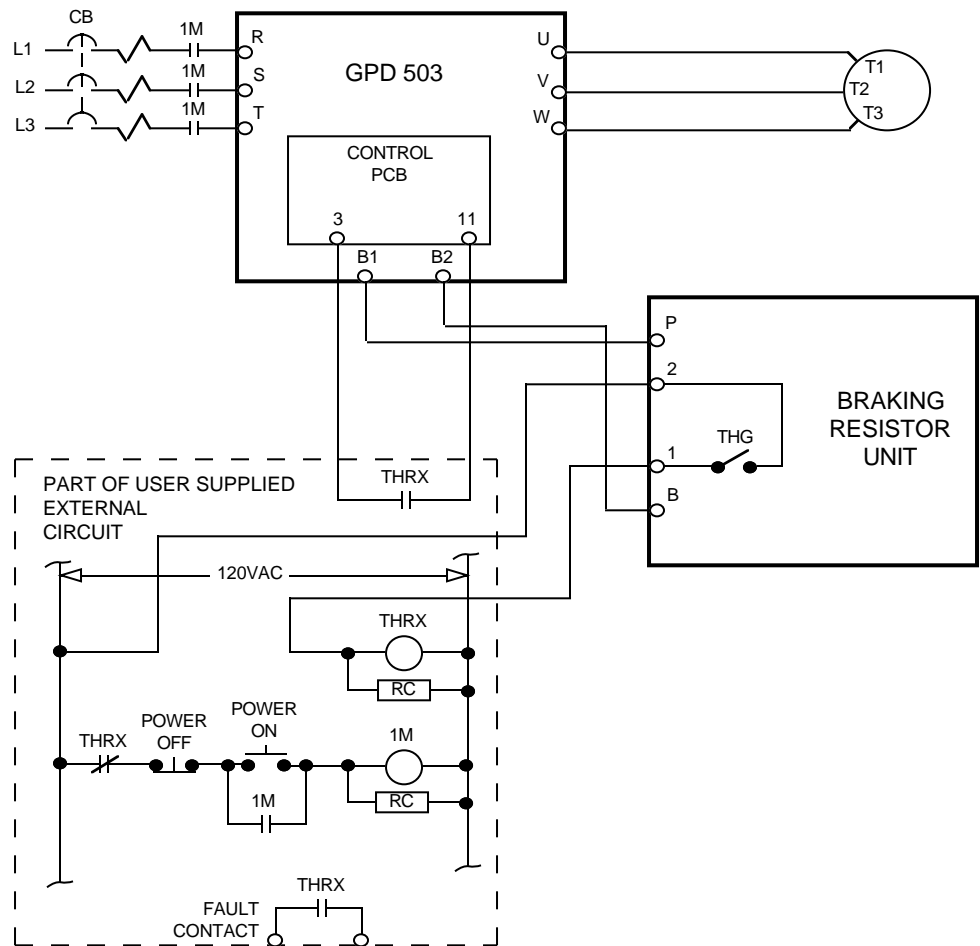 CB
L1
1M
R
L2
1M
S
L3
1M
T
GPD 503
U
V
W
T1
T2
T3
CONTROL
PCB
3
11
B1
B2
P
2
1
B
THG
BRAKING
RESISTOR
UNIT
THRX
PART OF USER SUPPLIED
EXTERNAL
CIRCUIT
120VAC
THRX
RC
THRX
POWER
OFF
POWER
ON
1M
1M
RC
THRX
FAULT
CONTACT